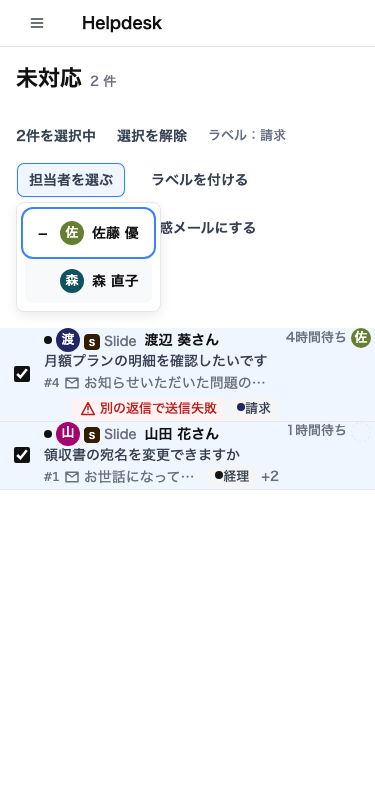 Helpdesk
未対応 2 件
2件を選択中 選択を解除 ラベル：請求
担当者を選ぶ ラベルを付ける
惑メールにする
– 佐 佐藤 優
森 森 直子
渡 S Slide 渡辺 葵さん 4時間待ち 佐
月額プランの明細を確認したいです
#4 お知らせいただいた問題の…
別の返信で送信失敗 請求
山 S Slide 山田 花さん 1時間待ち
領収書の宛名を変更できますか
#1 お世話になって… 経理 +2